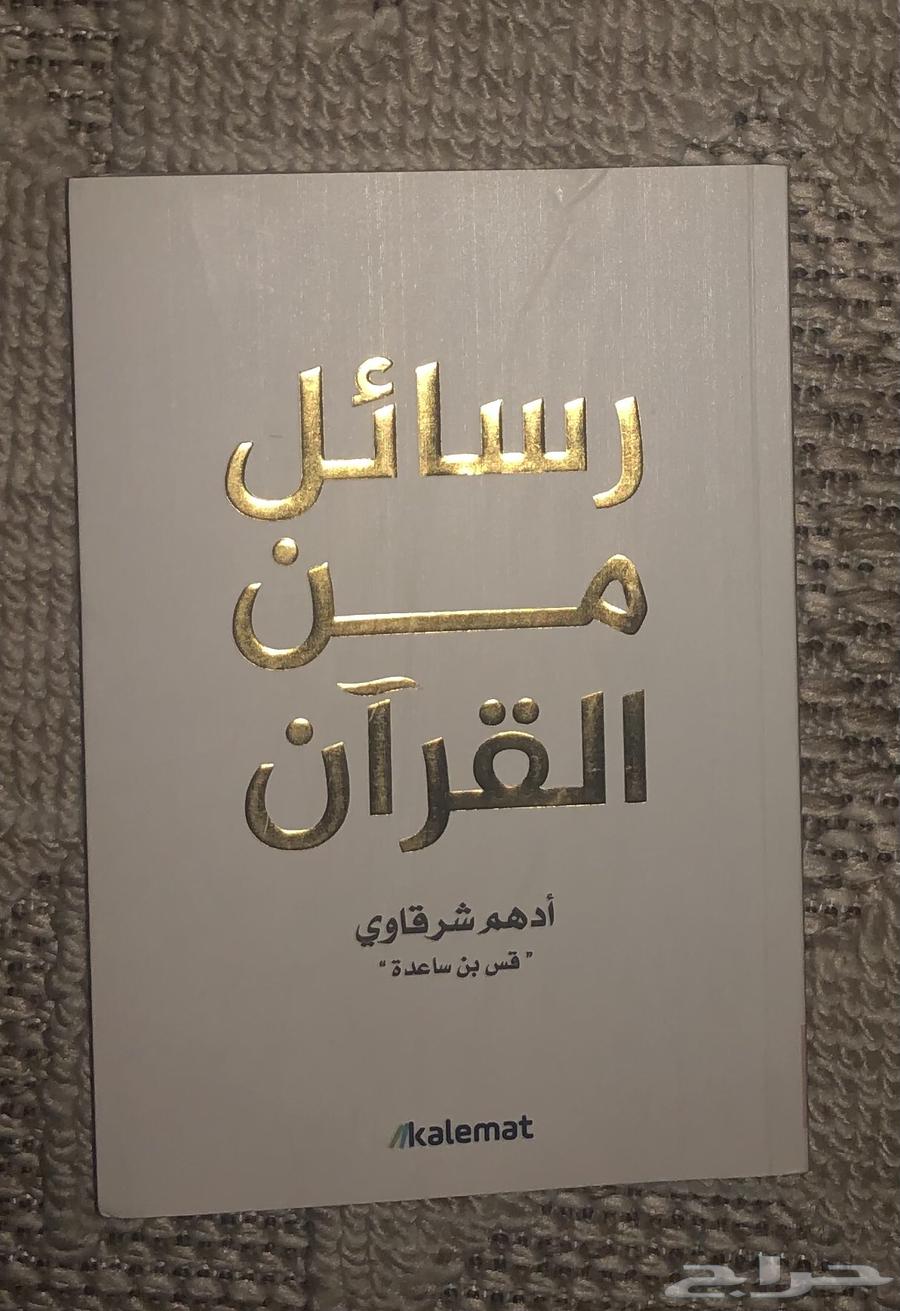 رسائل
من
القرآن
أدهم شرقاوي
" قس بن ساعدة "
kalemat
حراج